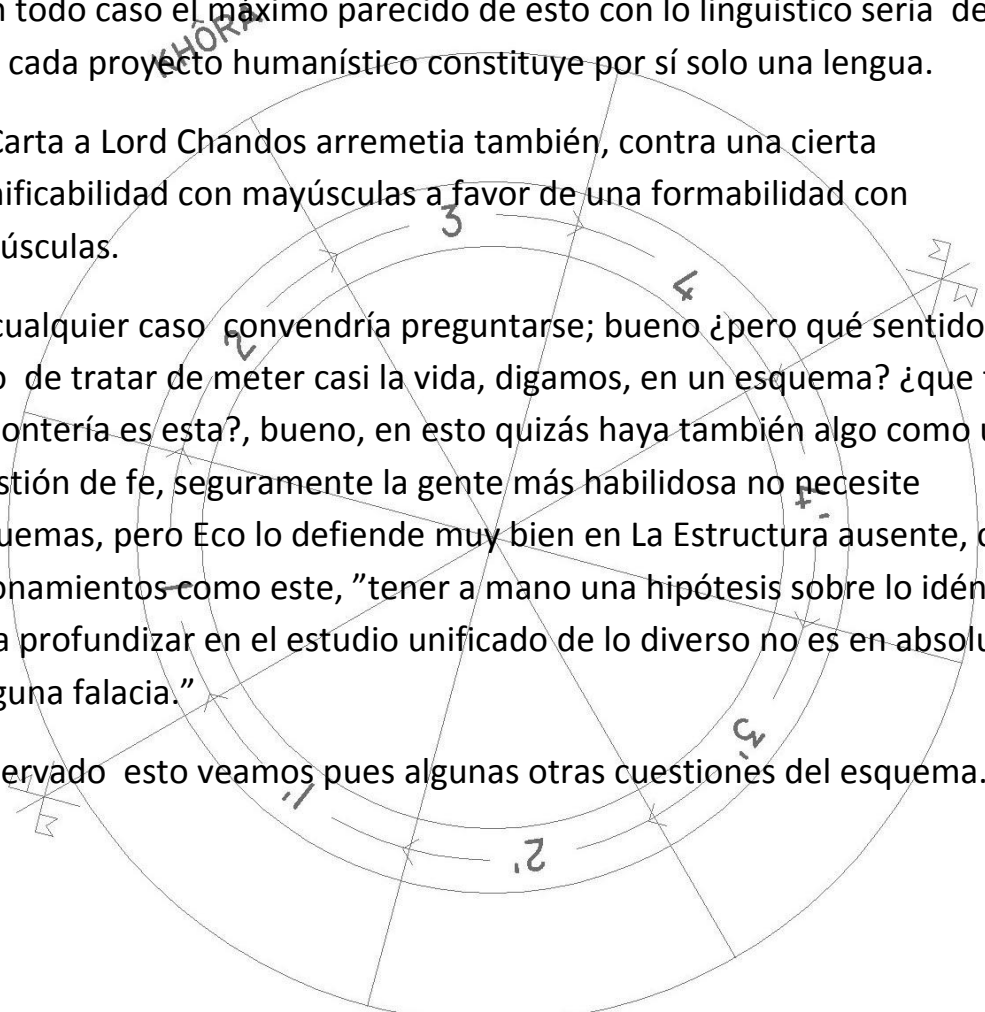 n todo caso el máximo parecido de esto con lo linguístico sería de
cada proyecto humanístico constituye por sí solo una lengua.
Carta a Lord Chandos arremetia también, contra una cierta
nificabilidad con mayúsculas a favor de una formabilidad con
úsculas.
cualquier caso convendría preguntarse; bueno ¿pero qué sentido
o de tratar de meter casi la vida, digamos, en un esquema? ¿que t
ontería es esta?, bueno, en esto quizás haya también algo como u
stión de fe, seguramente la gente más habilidosa no necesite
uemas, pero Eco lo defiende muy bien en La Estructura ausente, c
onamientos como este, ”tener a mano una hipótesis sobre lo idén
a profundizar en el estudio unificado de lo diverso no es en absolu
guna falacia.”
ervado esto veamos pues algunas otras cuestiones del esquema.
KHÔRA
1
2
3
4
4'
3'
2'
1'